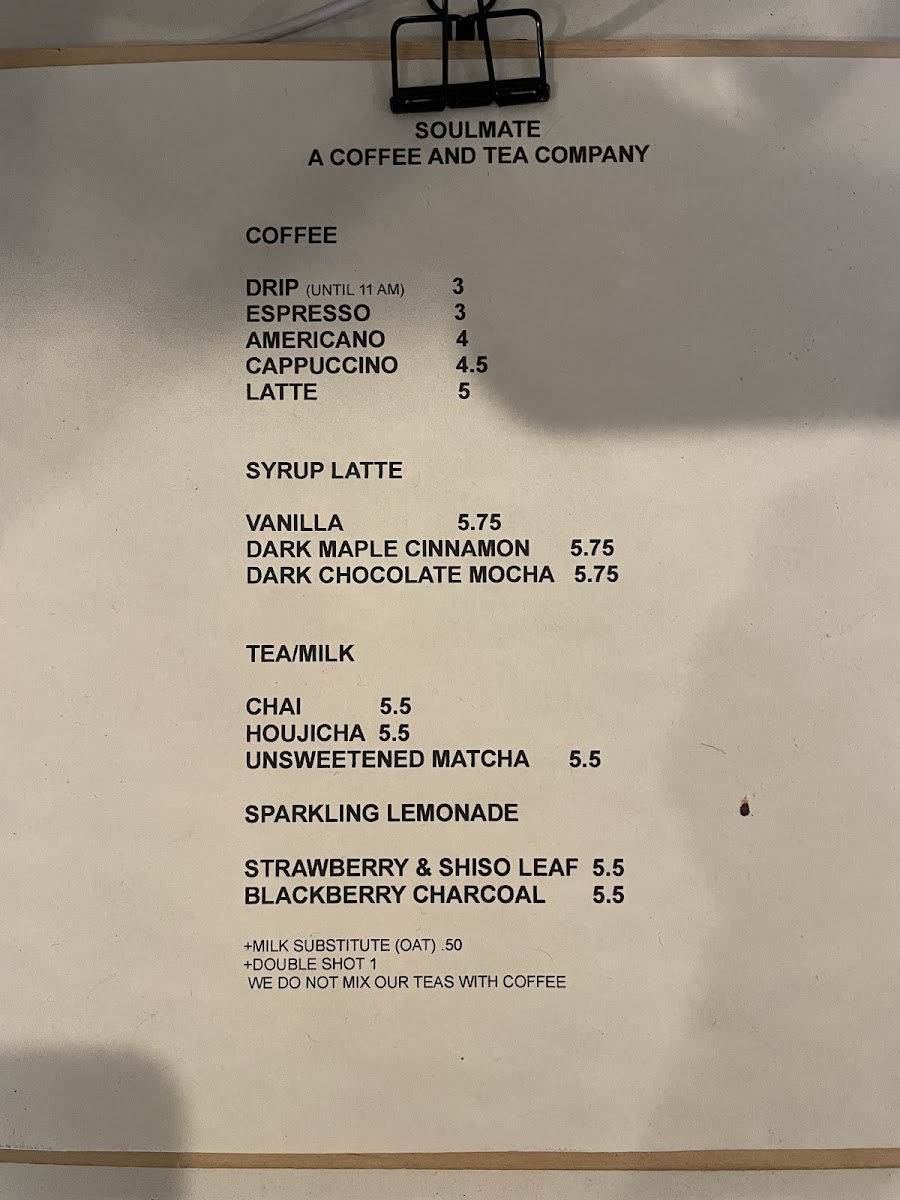 SOULMATE
A COFFEE AND TEA COMPANY
COFFEE
DRIP (UNTIL 11 AM) 3
ESPRESSO 3
AMERICANO 4
CAPPUCCINO 4.5
LATTE 5
SYRUP LATTE
VANILLA 5.75
DARK MAPLE CINNAMON 5.75
DARK CHOCOLATE MOCHA 5.75
TEA/MILK
CHAI 5.5
HOUJICHA 5.5
UNSWEETENED MATCHA 5.5
SPARKLING LEMONADE
STRAWBERRY & SHISO LEAF 5.5
BLACKBERRY CHARCOAL 5.5
+MILK SUBSTITUTE (OAT) .50
+DOUBLE SHOT 1
WE DO NOT MIX OUR TEAS WITH COFFEE